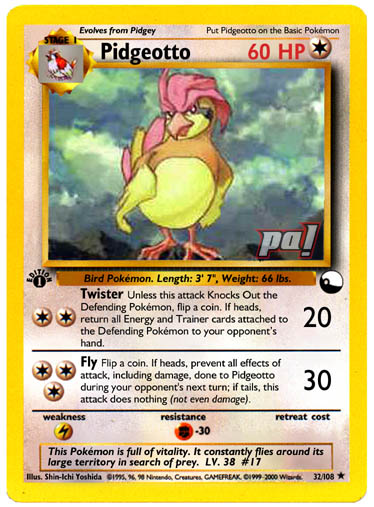 Evolves from Pidgey Put Pidgeotto on the Basic Pokémon
STAGE 1
Pidgeotto 60 HP
pa!
Bird Pokémon. Length: 3' 7", Weight: 66 lbs.
EDITION
1
Twister Unless this attack Knocks Out the
Defending Pokémon, flip a coin. If heads,
return all Energy and Trainer cards attached to
the Defending Pokémon to your opponent's
hand.
20
Fly Flip a coin. If heads, prevent all effects of
attack, including damage, done to Pidgeotto
during your opponent's next turn; if tails, this
attack does nothing (not even damage).
30
weakness resistance retreat cost
-30
This Pokémon is full of vitality. It constantly flies around its
large territory in search of prey. LV. 38 #17
Illus. Shin-Ichi Yoshida ©1995, 96, 98 Nintendo, Creatures, GAMEFREAK. ©1999-2000 Wizards. 32/108 ★